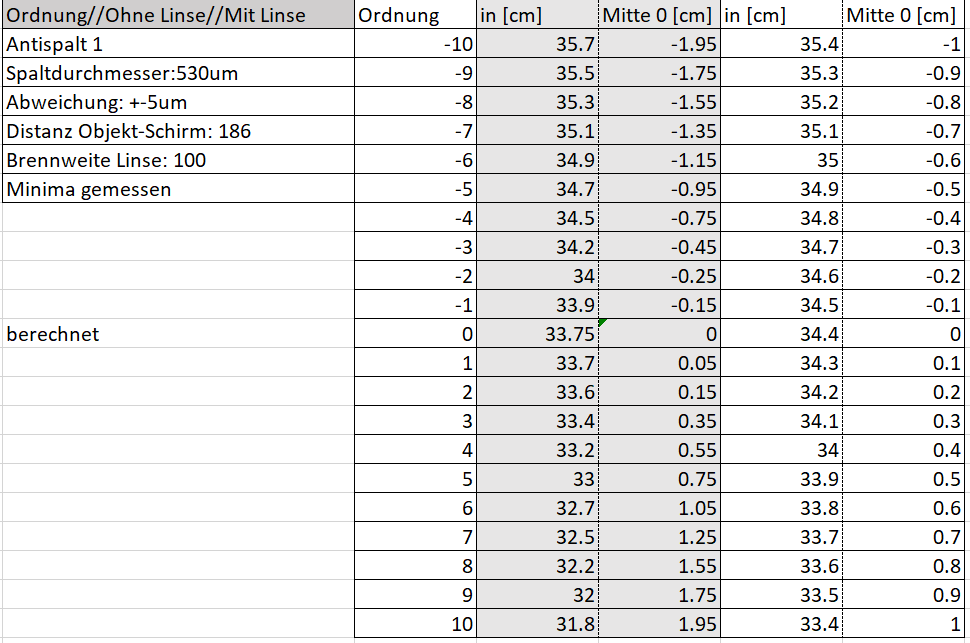 Ordnung//Ohne Linse//Mit Linse Ordnung in [cm] Mitte 0 [cm] in [cm] Mitte 0 [cm]
Antispalt 1 -10 35.7 -1.95 35.4 -1
Spaltdurchmesser:530um -9 35.5 -1.75 35.3 -0.9
Abweichung: +-5um -8 35.3 -1.55 35.2 -0.8
Distanz Objekt-Schirm: 186 -7 35.1 -1.35 35.1 -0.7
Brennweite Linse: 100 -6 34.9 -1.15 35 -0.6
Minima gemessen -5 34.7 -0.95 34.9 -0.5
-4 34.5 -0.75 34.8 -0.4
-3 34.2 -0.45 34.7 -0.3
-2 34 -0.25 34.6 -0.2
-1 33.9 -0.15 34.5 -0.1
berechnet 0 33.75 0 34.4 0
1 33.7 0.05 34.3 0.1
2 33.6 0.15 34.2 0.2
3 33.4 0.35 34.1 0.3
4 33.2 0.55 34 0.4
5 33 0.75 33.9 0.5
6 32.7 1.05 33.8 0.6
7 32.5 1.25 33.7 0.7
8 32.2 1.55 33.6 0.8
9 32 1.75 33.5 0.9
10 31.8 1.95 33.4 1